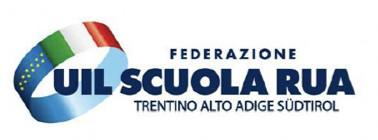 FEDERAZIONE
UIL SCUOLA RUA
TRENTINO ALTO ADIGE SÜDTIROL